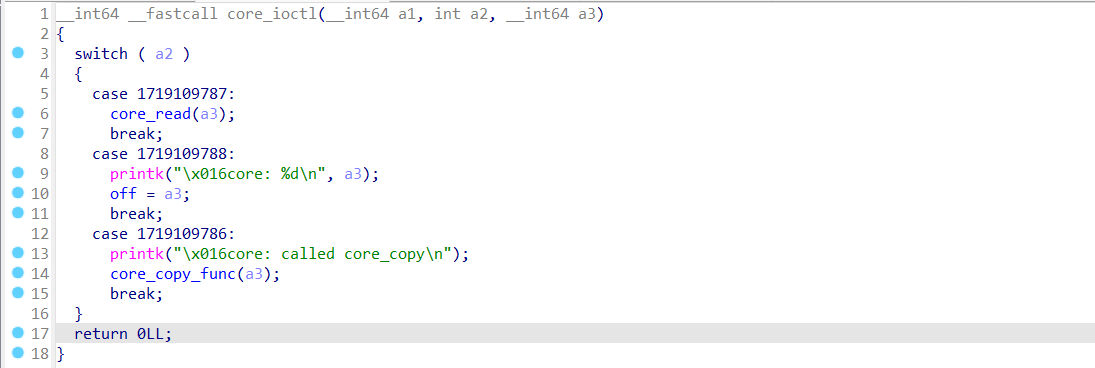 1 __int64 __fastcall core_ioctl(__int64 a1, int a2, __int64 a3)
2 {
3   switch ( a2 )
4   {
5     case 1719109787:
6       core_read(a3);
7       break;
8     case 1719109788:
9       printk("\x016core: %d\n", a3);
10       off = a3;
11       break;
12     case 1719109786:
13       printk("\x016core: called core_copy\n");
14       core_copy_func(a3);
15       break;
16   }
17   return 0LL;
18 }